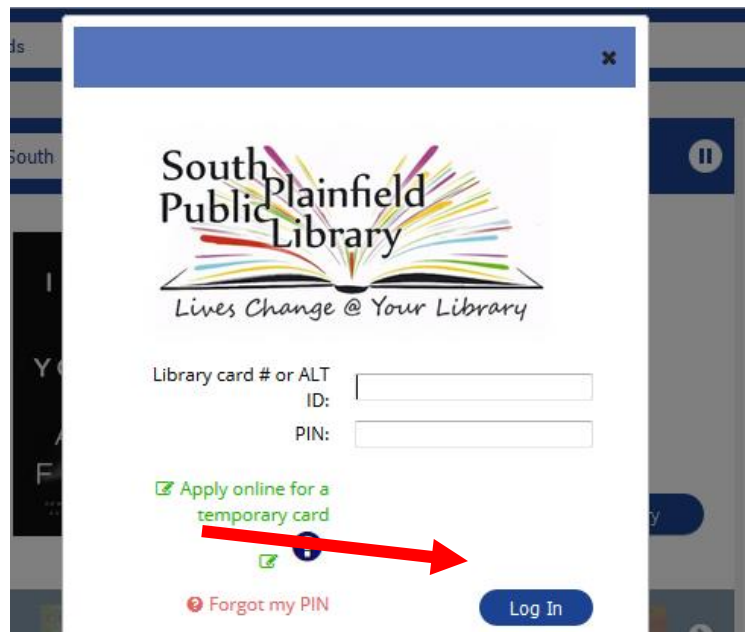 ds
South
South
Plainfield
Public
Library
Lives Change @ Your Library
I
Library card # or ALT
ID:
Y
PIN:
F
Apply online for a
temporary card
y
Forgot my PIN
Log In